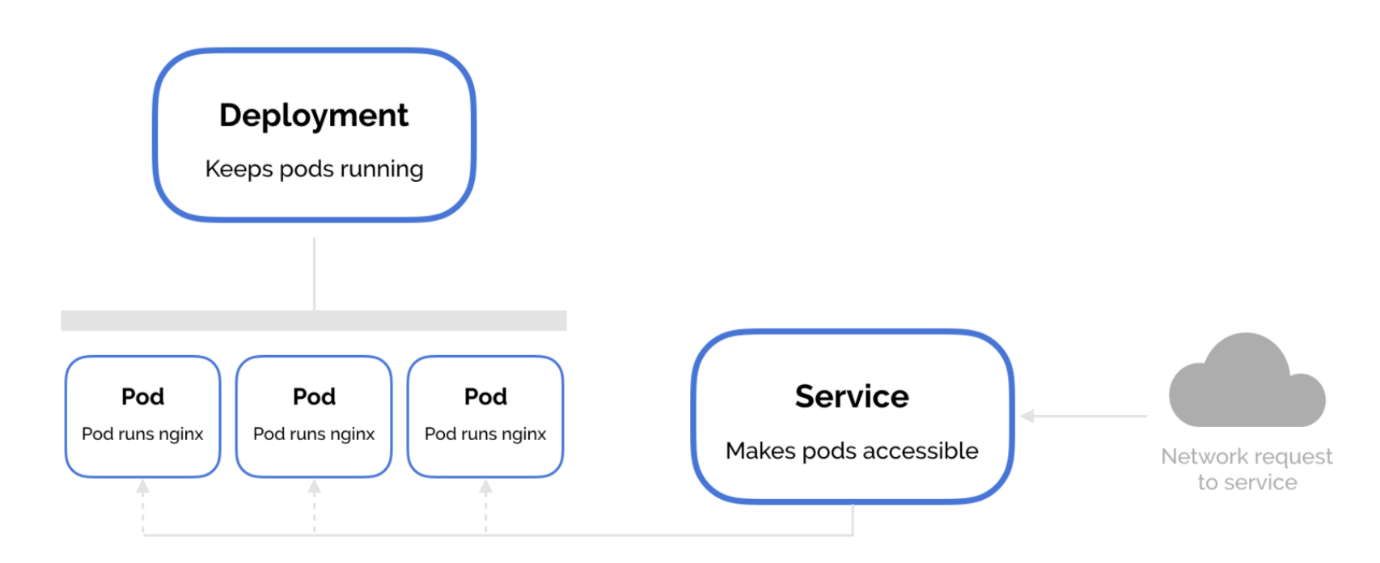 Deployment
Keeps pods running
Pod
Pod runs nginx
Pod
Pod runs nginx
Pod
Pod runs nginx
Service
Makes pods accessible
Network request
to service